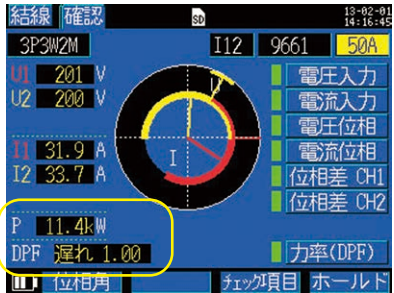 結線 確認 SD 13-02-01
14:16:45
3P3W2M I12 9661 50A
U1 201 V
U2 200 V
I1 31.9 A
I2 33.7 A
P 11.4kW
DPF 遅れ 1.00
U
I
電圧入力
電流入力
電圧位相
電流位相
位相差 CH1
位相差 CH2
力率(DPF)
位相角 チェック項目 ホールド